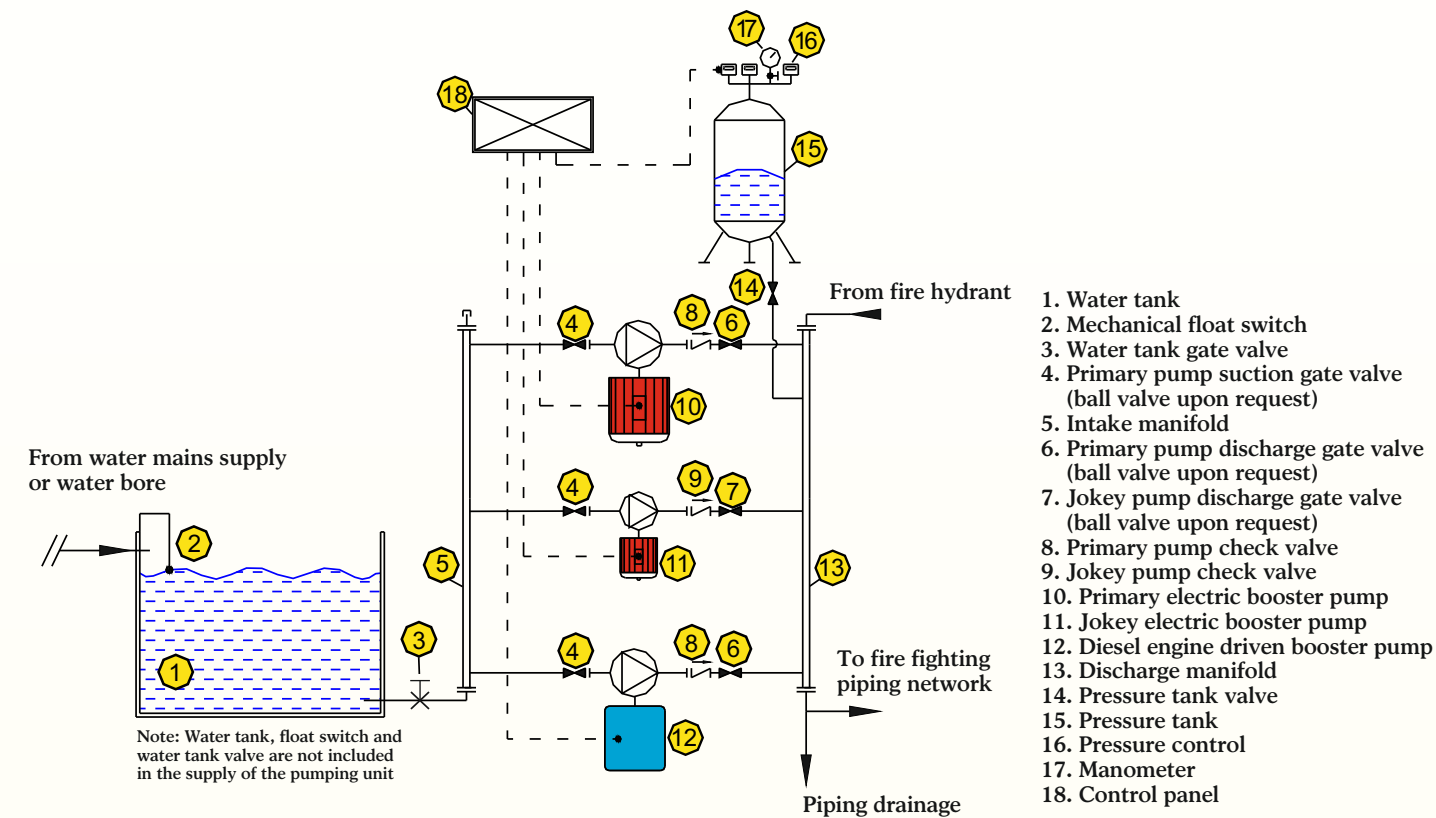 17
16
18
15
14
From fire hydrant
4
8
6
10
From water mains supply
or water bore
4
9
7
2
5
11
13
3
1
4
8
6
12
To fire fighting
piping network
Note: Water tank, float switch and
water tank valve are not included
in the supply of the pumping unit
Piping drainage
1. Water tank
2. Mechanical float switch
3. Water tank gate valve
4. Primary pump suction gate valve
(ball valve upon request)
5. Intake manifold
6. Primary pump discharge gate valve
(ball valve upon request)
7. Jokey pump discharge gate valve
(ball valve upon request)
8. Primary pump check valve
9. Jokey pump check valve
10. Primary electric booster pump
11. Jokey electric booster pump
12. Diesel engine driven booster pump
13. Discharge manifold
14. Pressure tank valve
15. Pressure tank
16. Pressure control
17. Manometer
18. Control panel